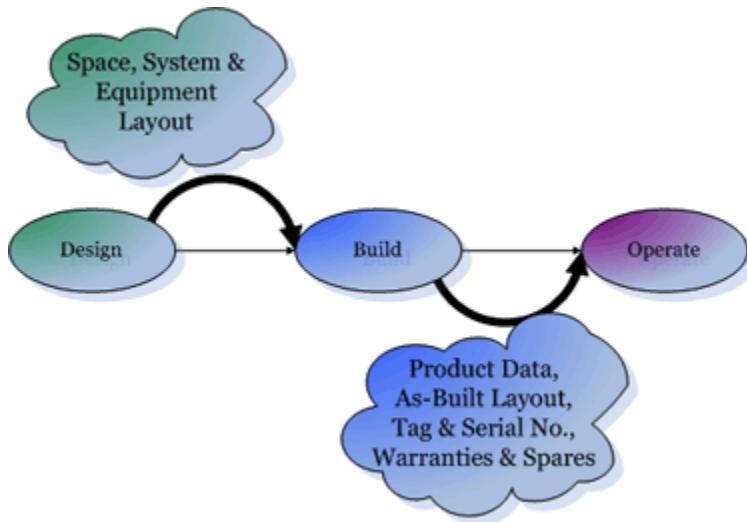 Space, System &
Equipment
Layout
Design
Build
Operate
Product Data,
As-Built Layout,
Tag & Serial No.,
Warranties & Spares